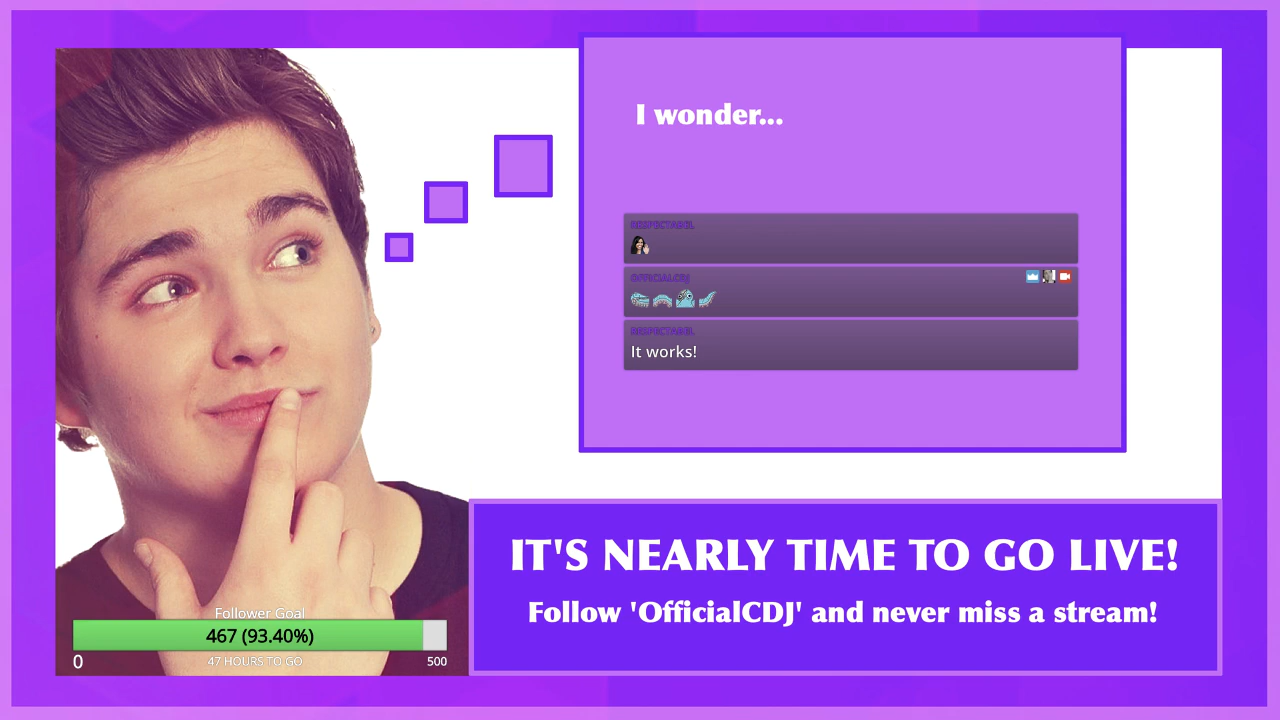 I wonder...
OFFICIALCDJ
It works!
IT'S NEARLY TIME TO GO LIVE!
Follow 'OfficialCDJ' and never miss a stream!
Follower Goal
467 (93.40%)
0
47 HOURS TO GO
500